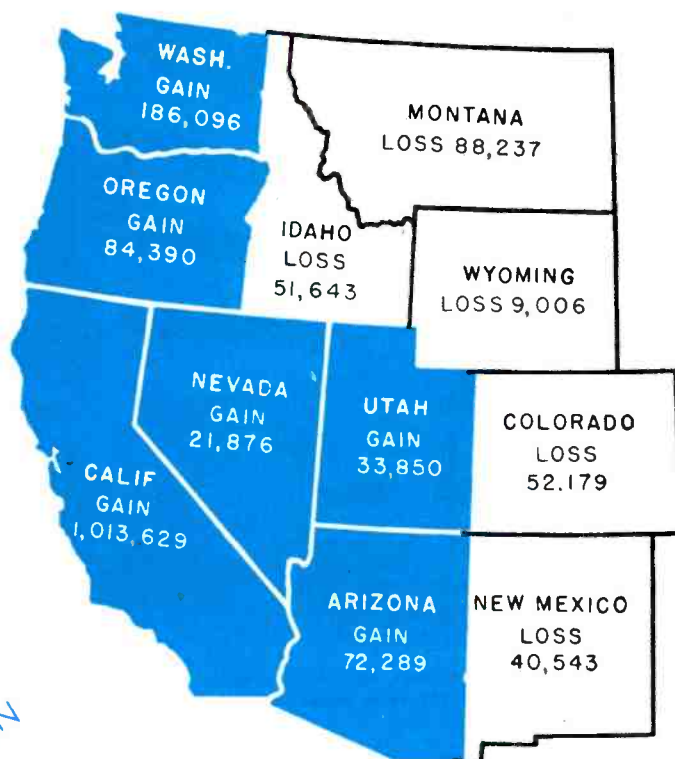 WASH.
GAIN
186,096
MONTANA
LOSS 88,237
OREGON
GAIN
84,390
IDAHO
LOSS
51,643
WYOMING
LOSS 9,006
NEVADA
GAIN
21,876
UTAH
GAIN
33,850
COLORADO
LOSS
52.179
CALIF
GAIN
1,013,629
ARIZONA
GAIN
72,289
NEW MEXICO
LOSS
40,543